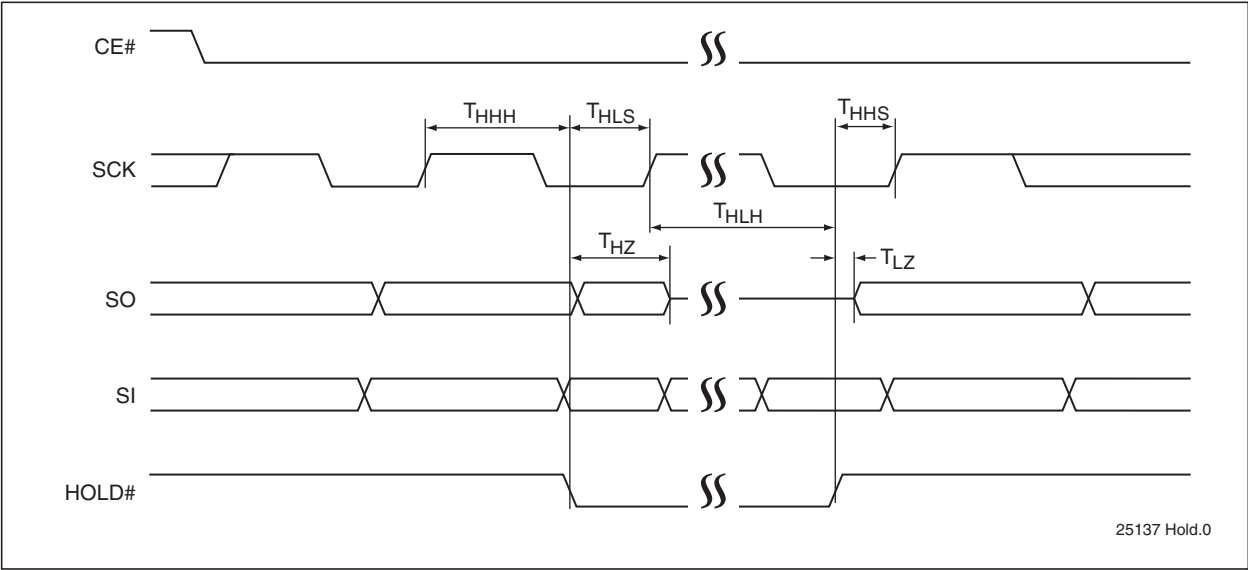 CE#
THHH
THLS
THHS
SCK
THLH
THZ
TLZ
SO
SI
HOLD#
25137 Hold.0